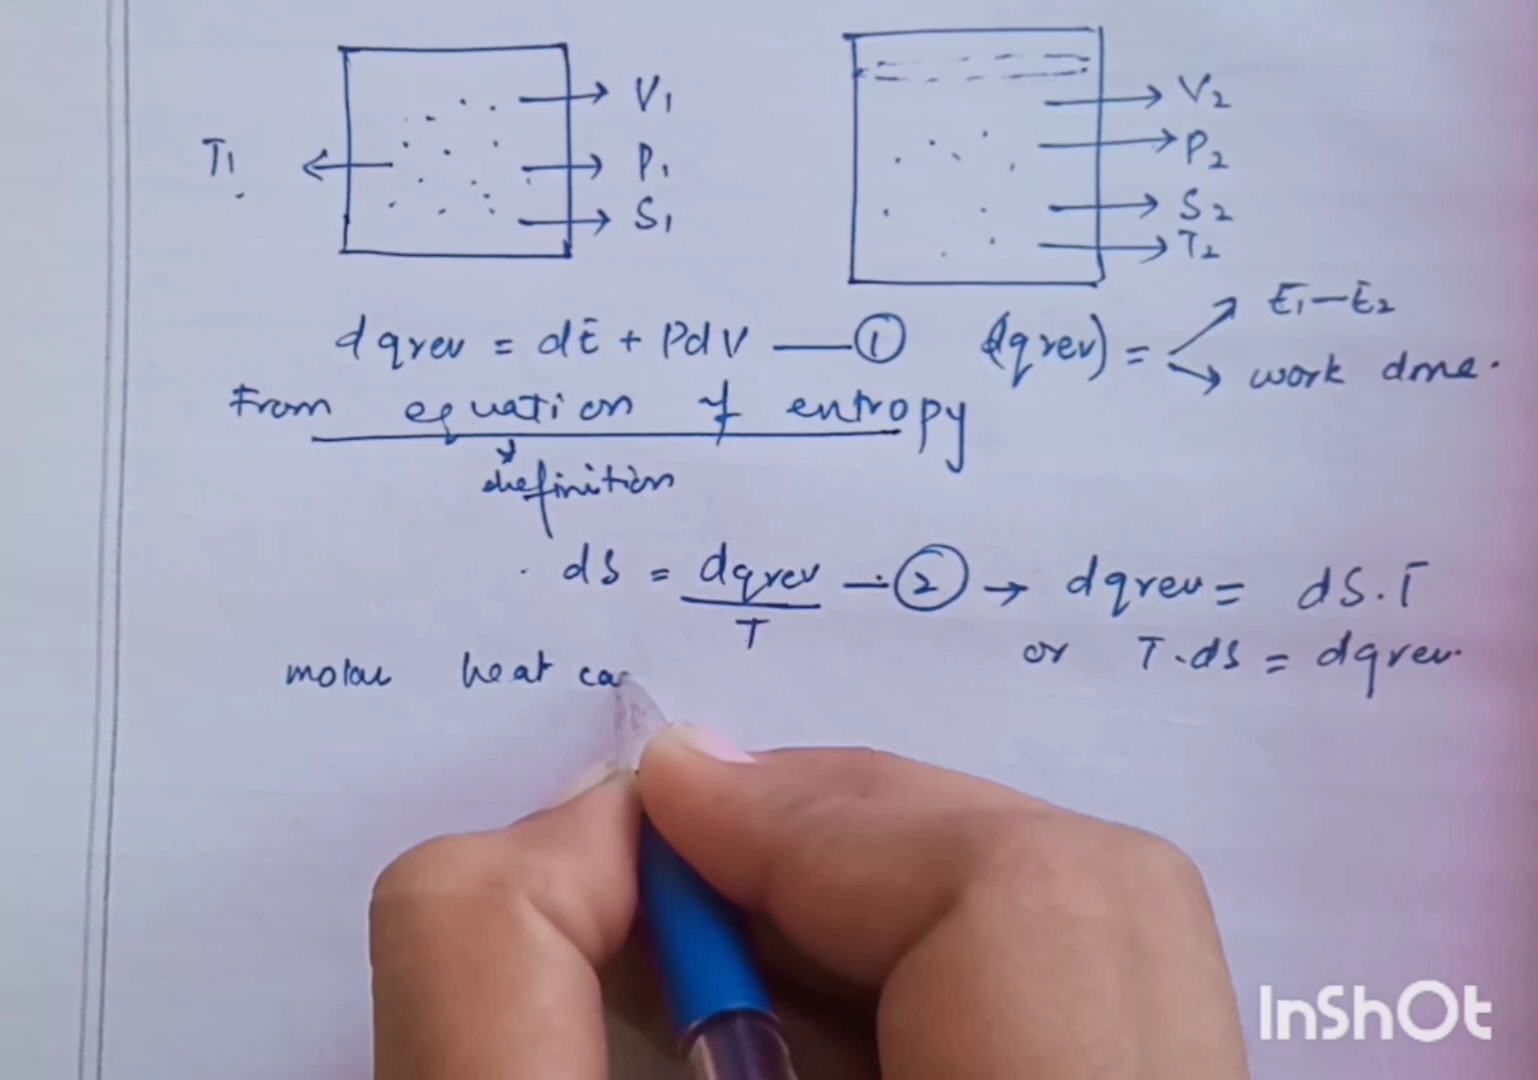 V1
V2
T1
P1
P2
S1
S2
T2
dqrev = dE + PdV — ①
(dqrev) =
E1 — E2
work done.
From equation of entropy
definition
dS = dqrev / T — ② → dqrev = dS.T
or T.dS = dqrev.
molar heat ca
InShOt